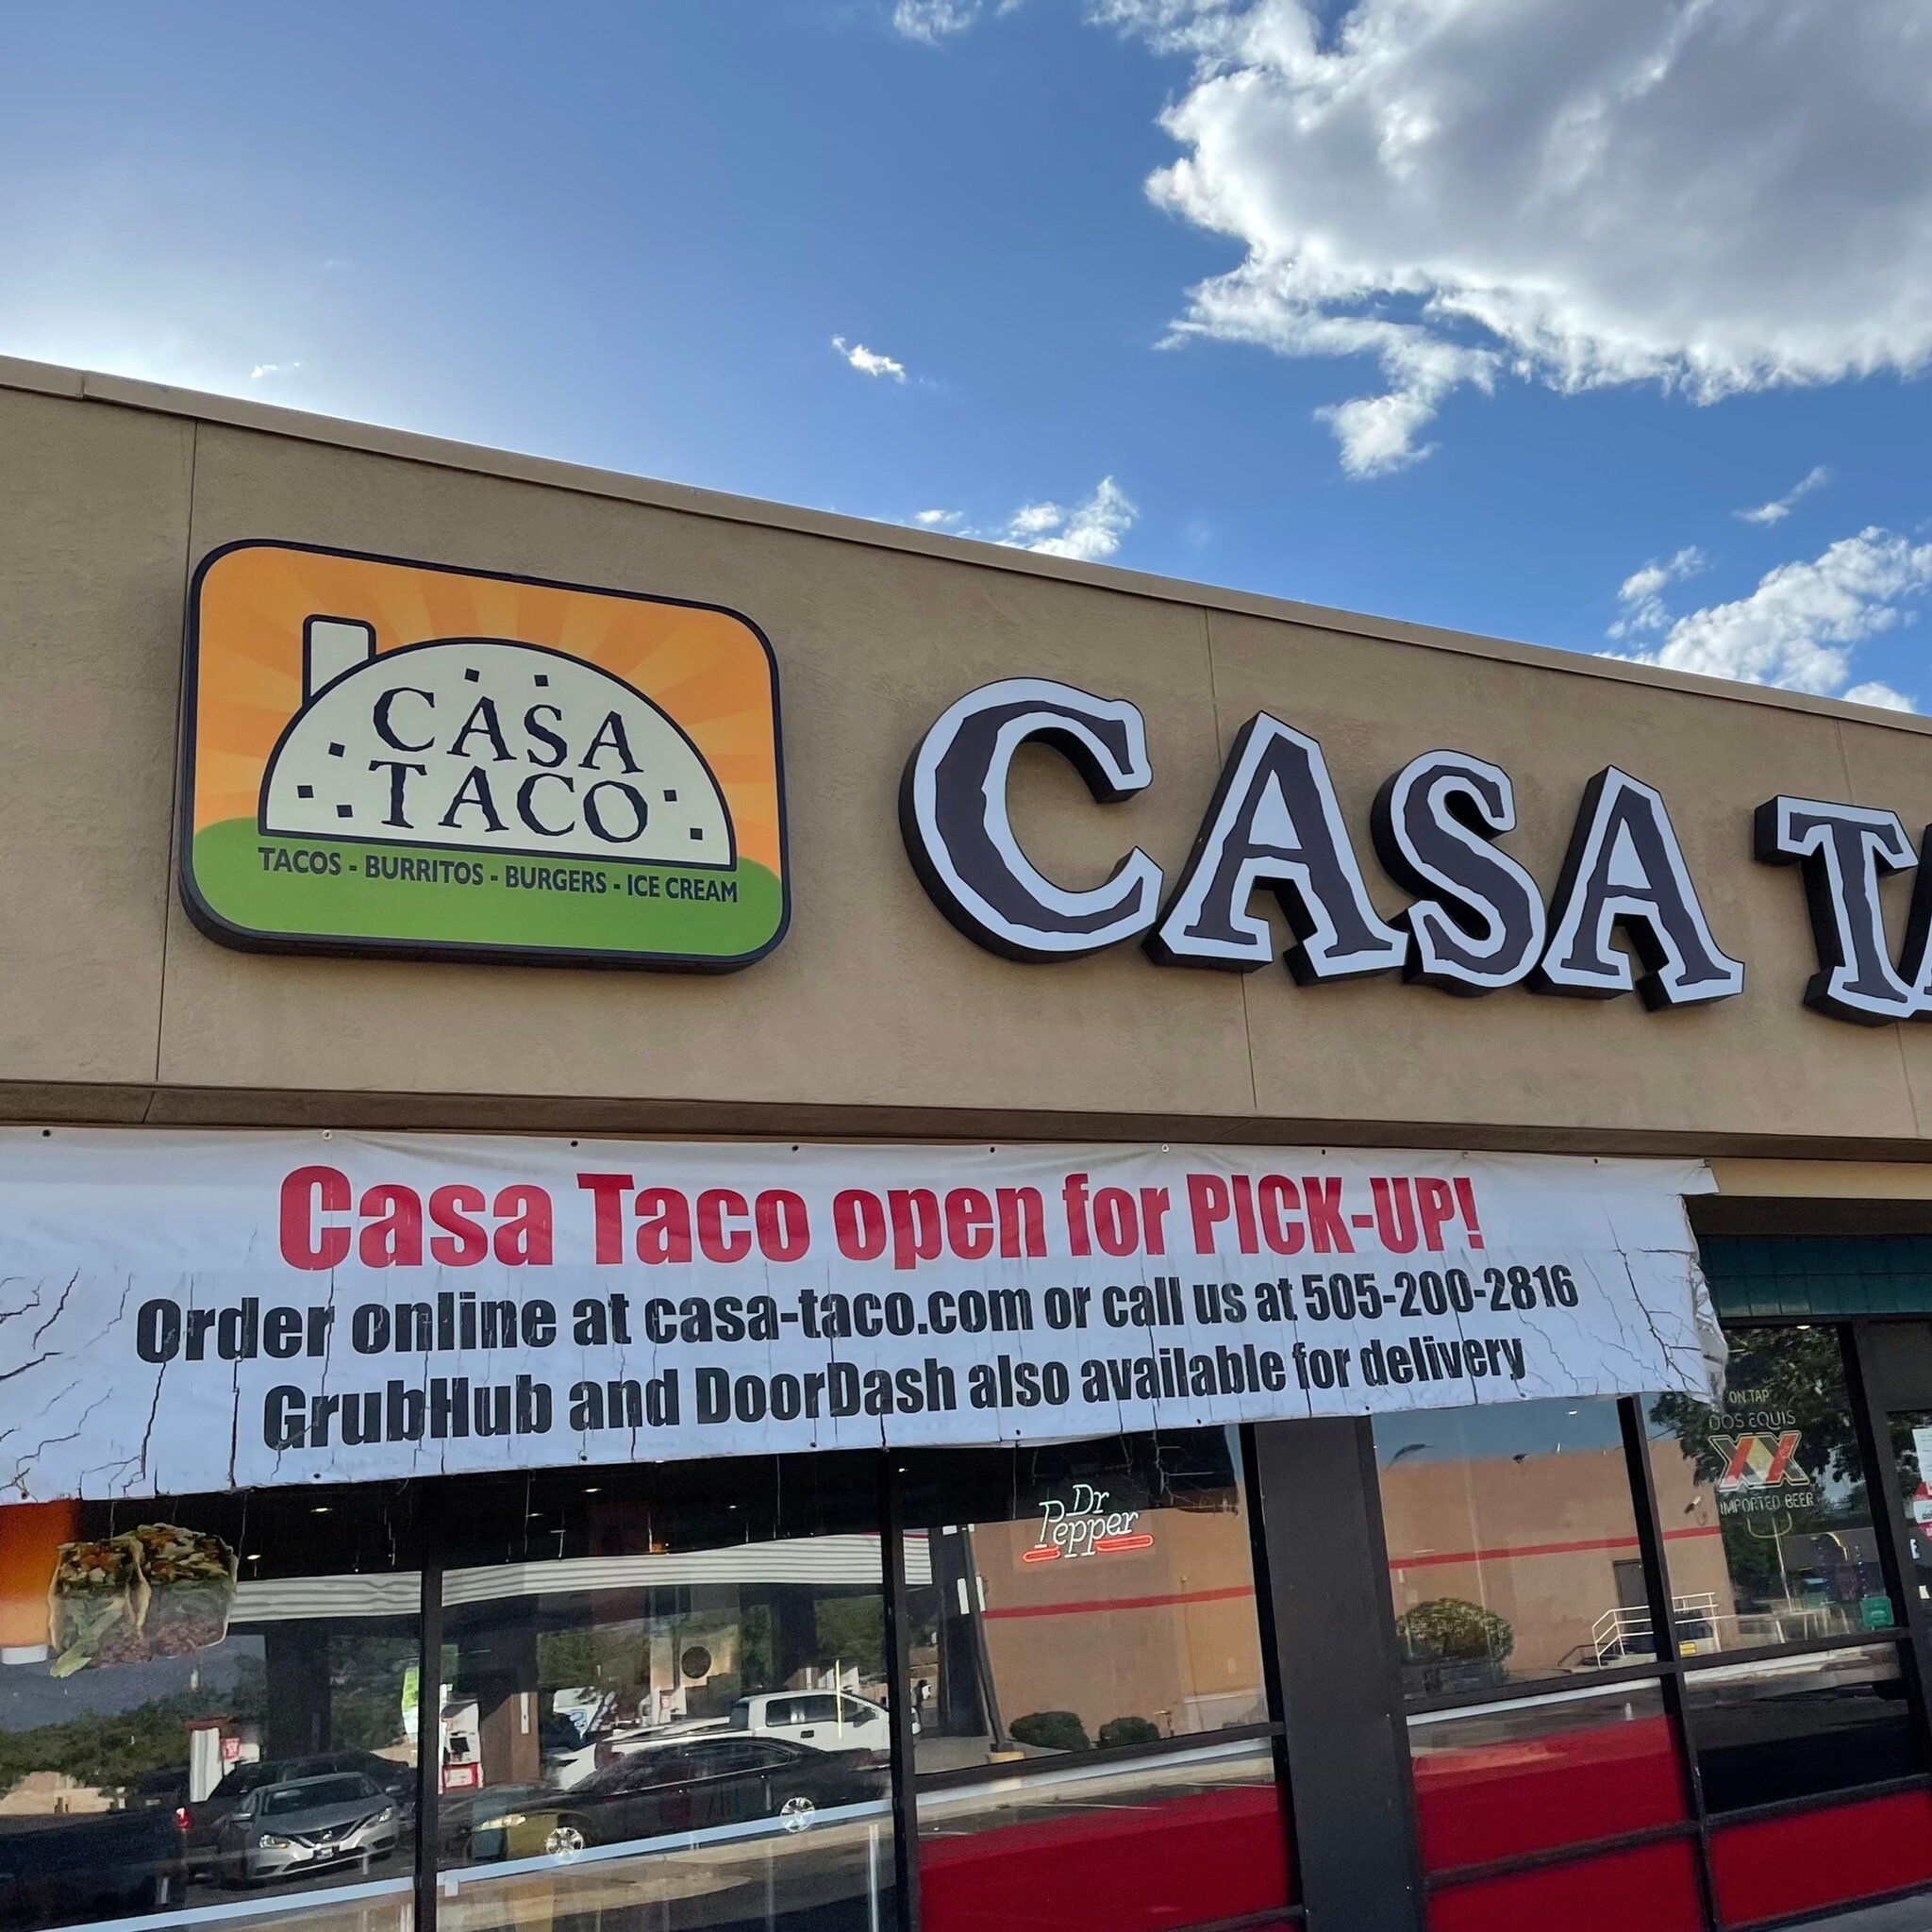 CASA
TACO
TACOS - BURRITOS - BURGERS - ICE CREAM
CASA TA
Casa Taco open for PICK-UP!
Order online at casa-taco.com or call us at 505-200-2816
GrubHub and DoorDash also available for delivery
ON TAP
DOS EQUIS
XX
IMPORTED BEER
Dr
Pepper